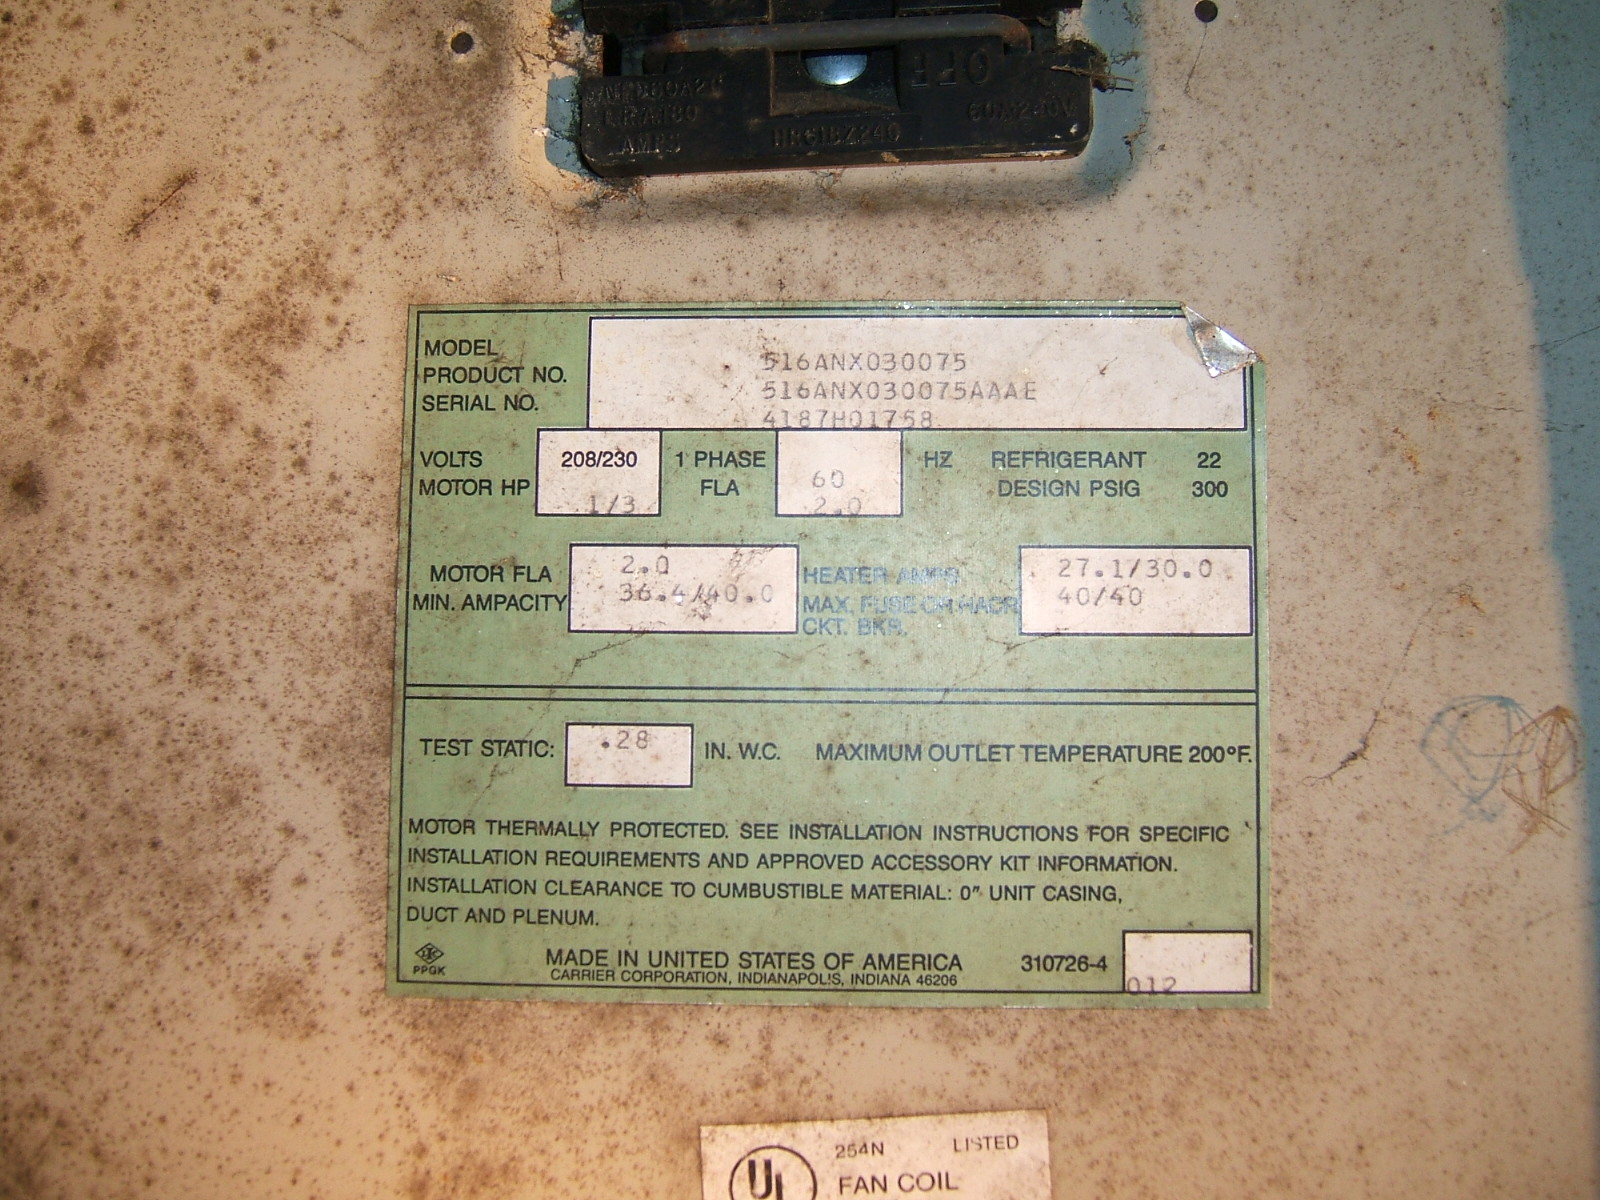 OFF
AMPS
60A 240V
MODEL 516ANX030075
PRODUCT NO. 516ANX030075AAAE
SERIAL NO. 4187H01758
VOLTS 208/230 1 PHASE 60 HZ REFRIGERANT 22
MOTOR HP 1/3 FLA 2.0 DESIGN PSIG 300
MOTOR FLA 2.0 HEATER AMPS 27.1/30.0
MIN. AMPACITY 36.4/40.0 MAX. FUSE OR HACR 40/40
CKT. BKR.
TEST STATIC: .28 IN. W.C. MAXIMUM OUTLET TEMPERATURE 200°F.
MOTOR THERMALLY PROTECTED. SEE INSTALLATION INSTRUCTIONS FOR SPECIFIC
INSTALLATION REQUIREMENTS AND APPROVED ACCESSORY KIT INFORMATION.
INSTALLATION CLEARANCE TO CUMBUSTIBLE MATERIAL: 0" UNIT CASING,
DUCT AND PLENUM.
PPGK MADE IN UNITED STATES OF AMERICA 310726-4
CARRIER CORPORATION, INDIANAPOLIS, INDIANA 46206
012
254N LISTED
UL FAN COIL